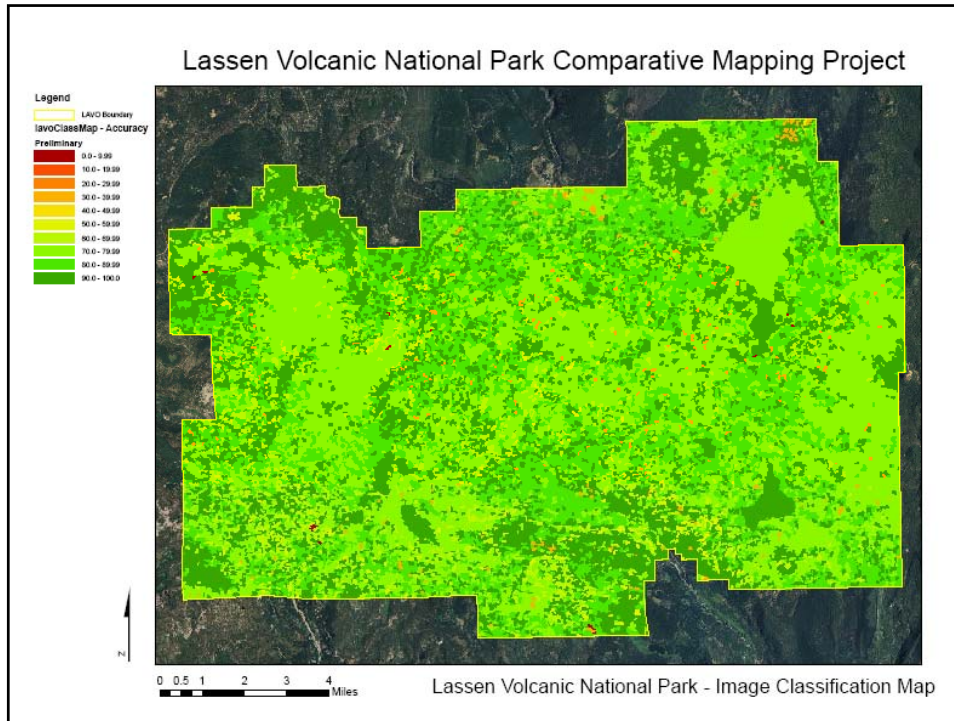 Lassen Volcanic National Park Comparative Mapping Project
Legend
LAVO Boundary
lavoClassMap - Accuracy
Preliminary
0.0 - 9.99
10.0 - 19.99
20.0 - 29.99
30.0 - 39.99
40.0 - 49.99
50.0 - 59.99
60.0 - 69.99
70.0 - 79.99
80.0 - 89.99
90.0 - 100.0
N
0 0.5 1 2 3 4
Miles
Lassen Volcanic National Park - Image Classification Map